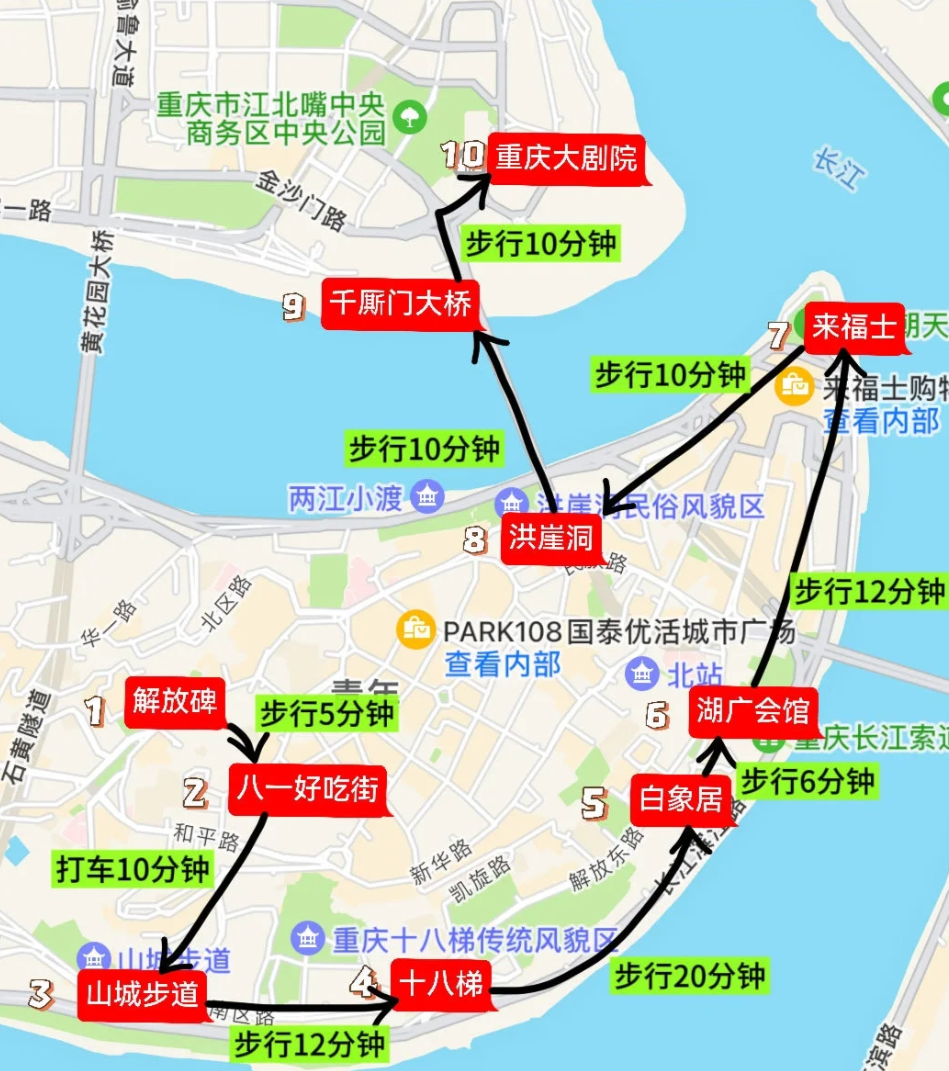 渝鲁大道
重庆市江北嘴中央
商务区中央公园
10
重庆大剧院
长江
金沙门路
一路
步行10分钟
黄花园大桥
9
千厮门大桥
7
来福士
朝天
步行10分钟
来福士购物
查看内部
步行10分钟
两江小渡
洪崖洞民俗风貌区
8
洪崖洞
民族路
步行12分钟
北区路
华一路
PARK108国泰优活城市广场
查看内部
北站
石黄隧道
青年
1
解放碑
步行5分钟
6
湖广会馆
重庆长江索道
2
八一好吃街
5
白象居
步行6分钟
和平路
打车10分钟
新华路
凯旋路
解放东路
长江滨江路
山城步道
重庆十八梯传统风貌区
3
山城步道
4
十八梯
步行20分钟
南区路
步行12分钟
滨路